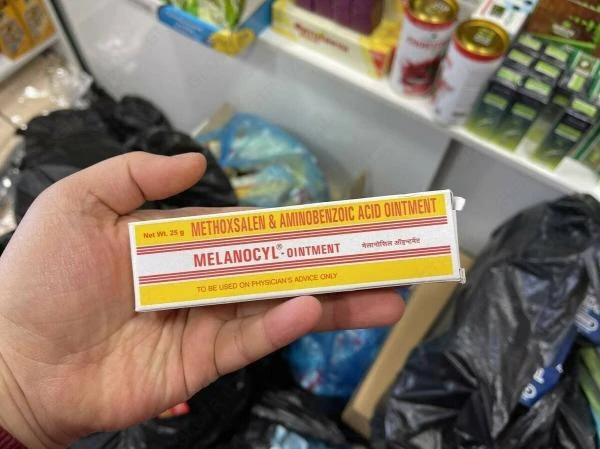 Net Wt. 25 g METHOXSALEN & AMINOBENZOIC ACID OINTMENT
MELANOCYL®-OINTMENT मेलानोसिल ऑइन्टमेंट
TO BE USED ON PHYSICIAN'S ADVICE ONLY